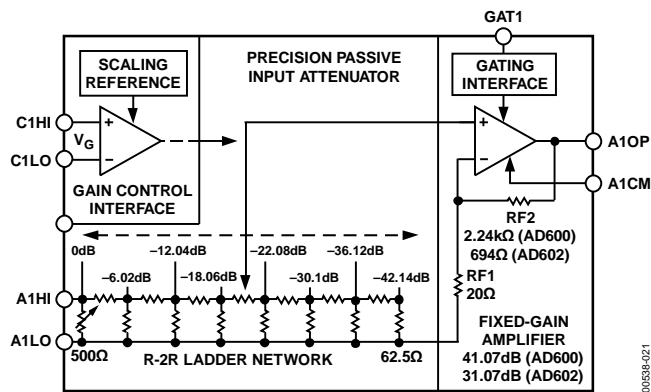 GAT1
SCALING
REFERENCE
PRECISION PASSIVE
INPUT ATTENUATOR
GATING
INTERFACE
C1HI
C1LO
+
VG
–
GAIN CONTROL
INTERFACE
+
–
A1OP
A1CM
RF2
2.24kΩ (AD600)
694Ω (AD602)
RF1
20Ω
0dB
–12.04dB
–22.08dB
–36.12dB
–6.02dB
–18.06dB
–30.1dB
–42.14dB
A1HI
A1LO
500Ω
R-2R LADDER NETWORK
62.5Ω
FIXED-GAIN
AMPLIFIER
41.07dB (AD600)
31.07dB (AD602)
00538-021